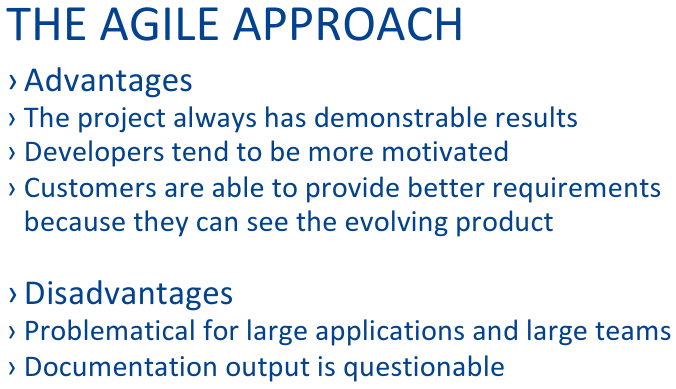 THE AGILE APPROACH
› Advantages
› The project always has demonstrable results
› Developers tend to be more motivated
› Customers are able to provide better requirements
because they can see the evolving product
› Disadvantages
› Problematical for large applications and large teams
› Documentation output is questionable